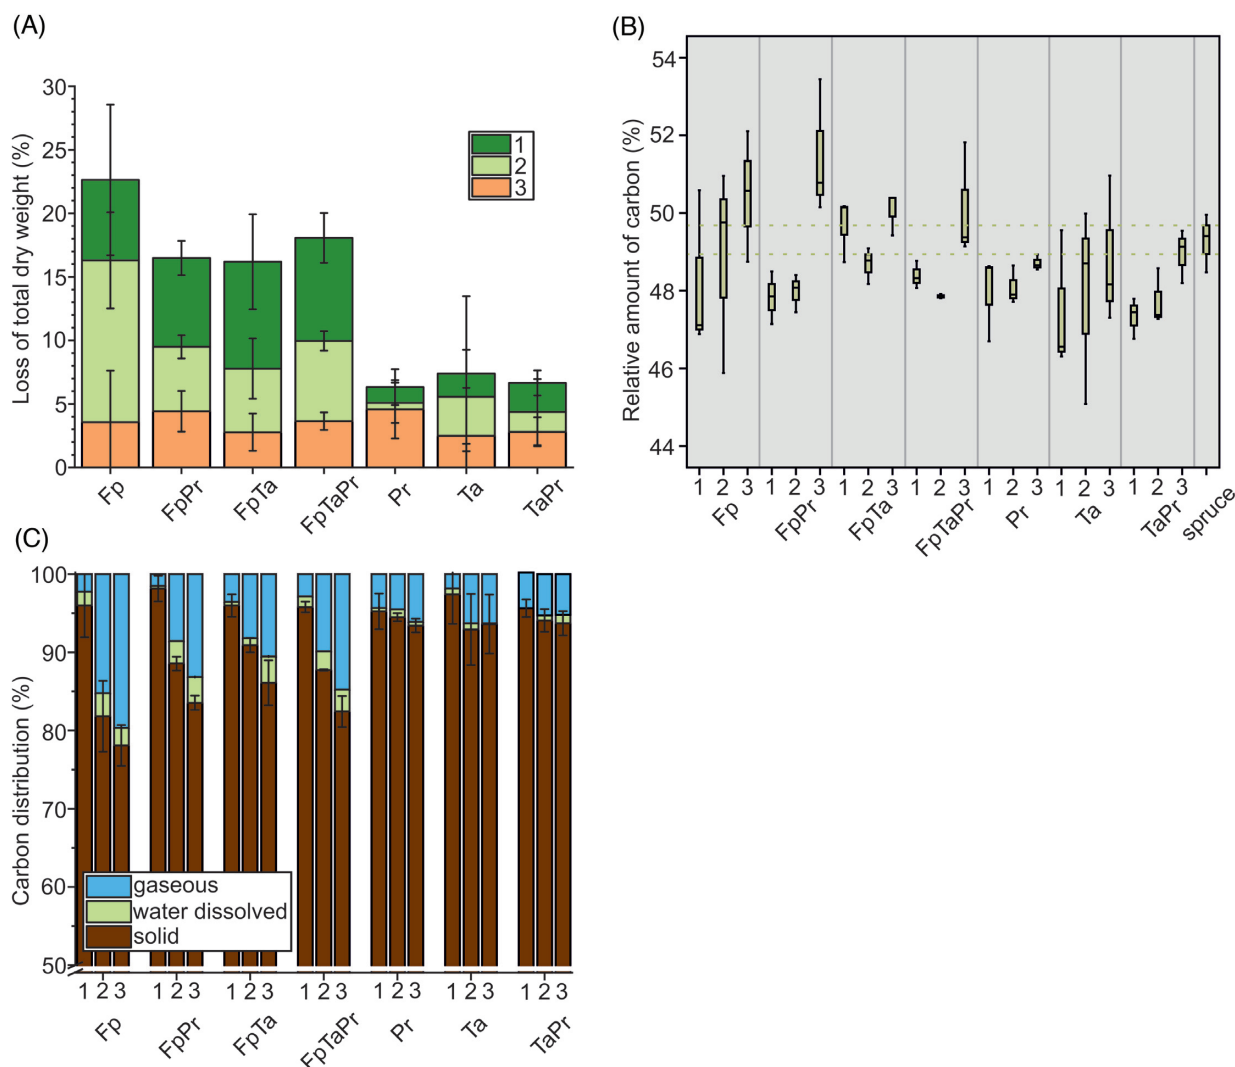 (A)
Loss of total dry weight (%)
30
25
20
15
10
5
0
1
2
3
Fp
FpPr
FpTa
FpTaPr
Pr
Ta
TaPr
(B)
Relative amount of carbon (%)
54
52
50
48
46
44
1 2 3 1 2 3 1 2 3 1 2 3 1 2 3 1 2 3 1 2 3
Fp
FpPr
FpTa
FpTaPr
Pr
Ta
TaPr
spruce
(C)
Carbon distribution (%)
100
90
80
70
60
50
gaseous
water dissolved
solid
1 2 3 1 2 3 1 2 3 1 2 3 1 2 3 1 2 3 1 2 3
Fp
FpPr
FpTa
FpTaPr
Pr
Ta
TaPr